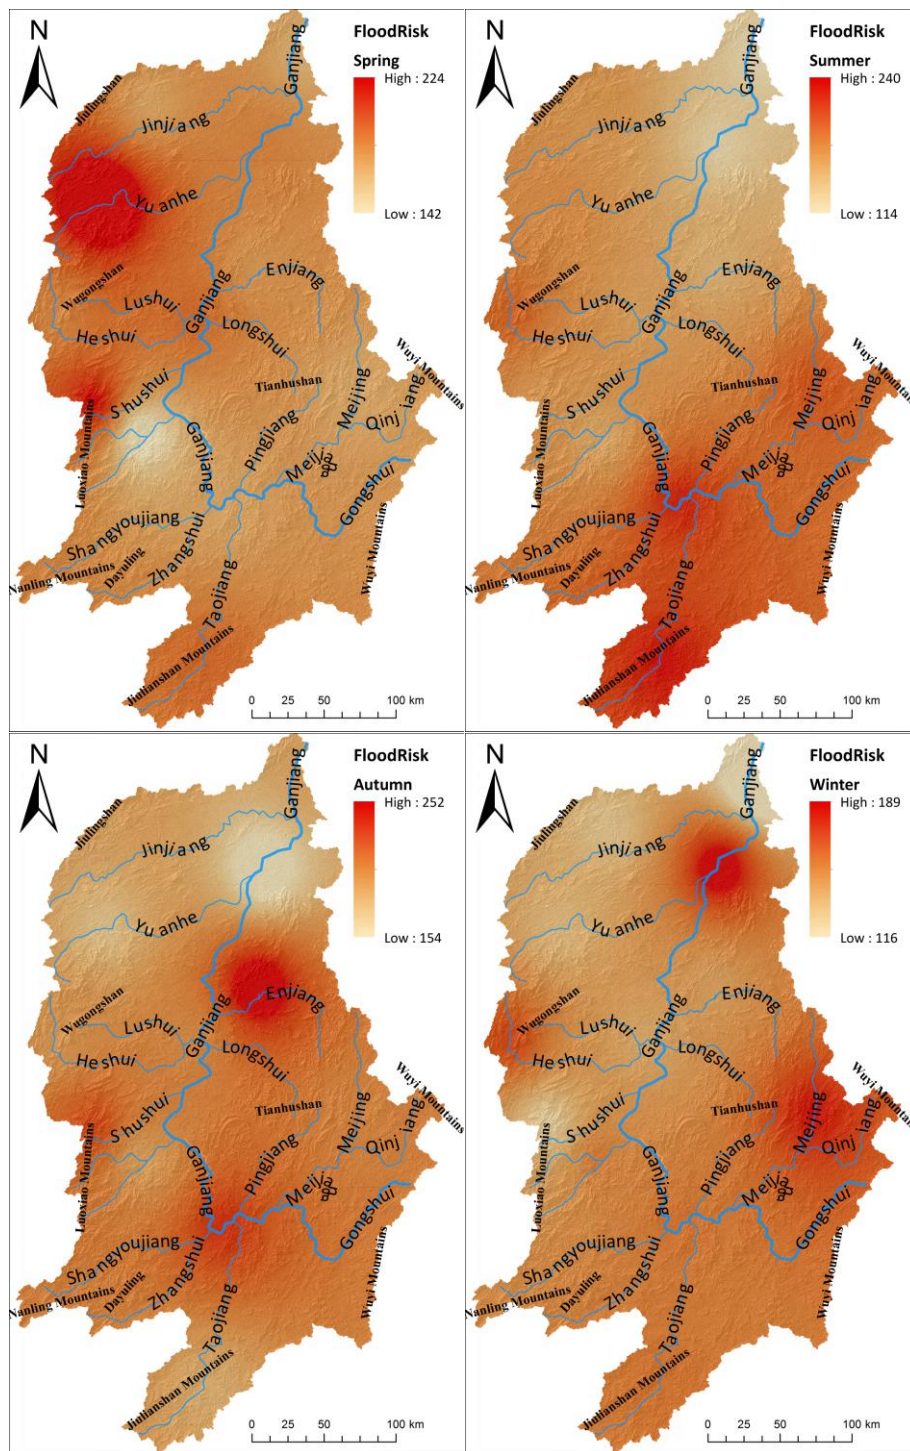 N
FloodRisk
Spring
High : 224
Low : 142
Ganjiang
Jiulingshan
Jinjiang
Yuanhe
Wugongshan
Enjiang
Lushui
Ganjiang
Heshui
Longshui
Wuyi Mountains
Shushui
Tianhushan
Meijing
Qinjiang
Luoxiao Mountains
Ganjiang
Pingjiang
Meijia
Gongshui
Shangyoujiang
Zhangshui
Nanling Mountains
Dayuling
Taojiang
Wuyi Mountains
Jiulianshan Mountains
0 25 50 100 km
N
FloodRisk
Summer
High : 240
Low : 114
Ganjiang
Jiulingshan
Jinjiang
Yuanhe
Wugongshan
Enjiang
Lushui
Ganjiang
Heshui
Longshui
Wuyi Mountains
Shushui
Tianhushan
Meijing
Qinjiang
Luoxiao Mountains
Ganjiang
Pingjiang
Meijia
Gongshui
Shangyoujiang
Zhangshui
Nanling Mountains
Dayuling
Taojiang
Wuyi Mountains
Jiulianshan Mountains
0 25 50 100 km
N
FloodRisk
Autumn
High : 252
Low : 154
Ganjiang
Jiulingshan
Jinjiang
Yuanhe
Wugongshan
Enjiang
Lushui
Ganjiang
Heshui
Longshui
Wuyi Mountains
Shushui
Tianhushan
Meijing
Qinjiang
Luoxiao Mountains
Ganjiang
Pingjiang
Meijia
Gongshui
Shangyoujiang
Zhangshui
Nanling Mountains
Dayuling
Taojiang
Wuyi Mountains
Jiulianshan Mountains
0 25 50 100 km
N
FloodRisk
Winter
High : 189
Low : 116
Ganjiang
Jiulingshan
Jinjiang
Yuanhe
Wugongshan
Enjiang
Lushui
Ganjiang
Heshui
Longshui
Wuyi Mountains
Shushui
Tianhushan
Meijing
Qinjiang
Luoxiao Mountains
Ganjiang
Pingjiang
Meijia
Gongshui
Shangyoujiang
Zhangshui
Nanling Mountains
Dayuling
Taojiang
Wuyi Mountains
Jiulianshan Mountains
0 25 50 100 km